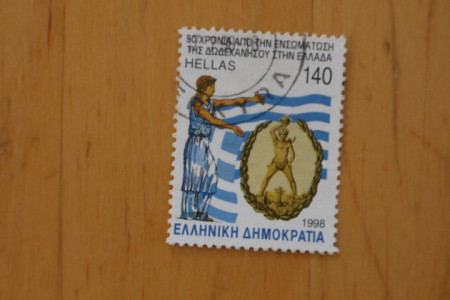 50 ΧΡΟΝΙΑ ΑΠΟ ΤΗΝ ΕΝΣΩΜΑΤΩΣΗ
ΤΗΣ ΔΩΔΕΚΑΝΗΣΟΥ ΣΤΗΝ ΕΛΛΑΔΑ
HELLAS
140
1998
ΕΛΛΗΝΙΚΗ ΔΗΜΟΚΡΑΤΙΑ